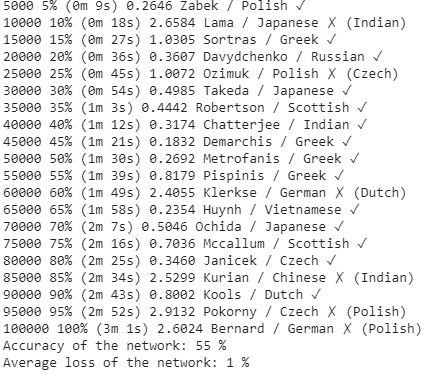 5000 5% (0m 9s) 0.2646 Zabek / Polish ✓
10000 10% (0m 18s) 2.6584 Lama / Japanese ✗ (Indian)
15000 15% (0m 27s) 1.0305 Sortras / Greek ✓
20000 20% (0m 36s) 0.3607 Davydchenko / Russian ✓
25000 25% (0m 45s) 1.0072 Ozimuk / Polish ✗ (Czech)
30000 30% (0m 54s) 0.4985 Takeda / Japanese ✓
35000 35% (1m 3s) 0.4442 Robertson / Scottish ✓
40000 40% (1m 12s) 0.3174 Chatterjee / Indian ✓
45000 45% (1m 21s) 0.1832 Demarchis / Greek ✓
50000 50% (1m 30s) 0.2692 Metrofanis / Greek ✓
55000 55% (1m 39s) 0.8179 Pispinis / Greek ✓
60000 60% (1m 49s) 2.4055 Klerkse / German ✗ (Dutch)
65000 65% (1m 58s) 0.2354 Huynh / Vietnamese ✓
70000 70% (2m 7s) 0.5046 Ochida / Japanese ✓
75000 75% (2m 16s) 0.7036 Mccallum / Scottish ✓
80000 80% (2m 25s) 0.3460 Janicek / Czech ✓
85000 85% (2m 34s) 2.5299 Kurian / Chinese ✗ (Indian)
90000 90% (2m 43s) 0.8002 Kools / Dutch ✓
95000 95% (2m 52s) 2.9132 Pokorny / Czech ✗ (Polish)
100000 100% (3m 1s) 2.6024 Bernard / German ✗ (Polish)
Accuracy of the network: 55 %
Average loss of the network: 1 %